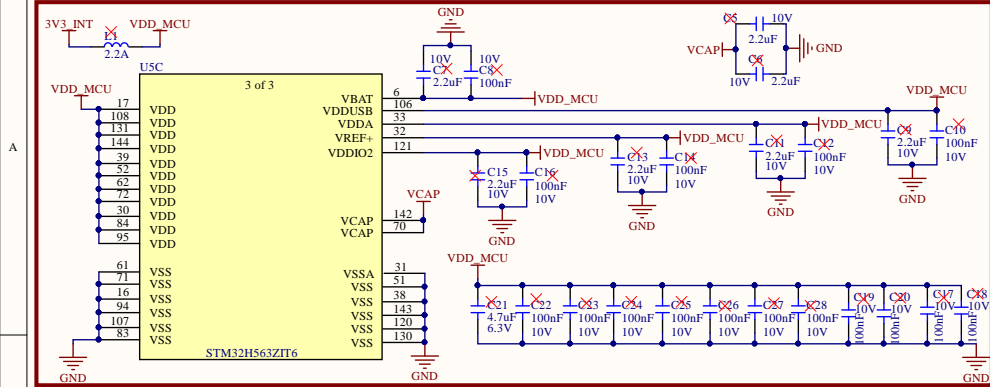 3V3_INT
VDD_MCU
L1
2.2A
GND
C5
10V
2.2uF
VCAP
GND
C6
10V
2.2uF
U5C
3 of 3
10V
C7
2.2uF
10V
C8
100nF
VDD_MCU
17 VDD
108 VDD
131 VDD
144 VDD
39 VDD
52 VDD
62 VDD
72 VDD
30 VDD
84 VDD
95 VDD
61 VSS
71 VSS
16 VSS
94 VSS
107 VSS
83 VSS
GND
VBAT 6
VDDUSB 106
VDDA 33
VREF+ 32
VDDIO2 121
VCAP 142
VCAP 70
VSSA 31
VSS 51
VSS 38
VSS 143
VSS 120
VSS 130
STM32H563ZIT6
GND
VDD_MCU
VDD_MCU
VDD_MCU
VDD_MCU
VDD_MCU
VCAP
A
C15
2.2uF
10V
C16
100nF
10V
GND
C13
2.2uF
10V
C14
100nF
10V
GND
C11
2.2uF
10V
C12
100nF
10V
GND
C9
2.2uF
10V
C10
100nF
10V
GND
VDD_MCU
C21
4.7uF
6.3V
C22
100nF
10V
C23
100nF
10V
C24
100nF
10V
C25
100nF
10V
C26
100nF
10V
C27
100nF
10V
C28
100nF
10V
C19
10V
100nF
C20
10V
100nF
C17
10V
100nF
C18
10V
100nF
GND